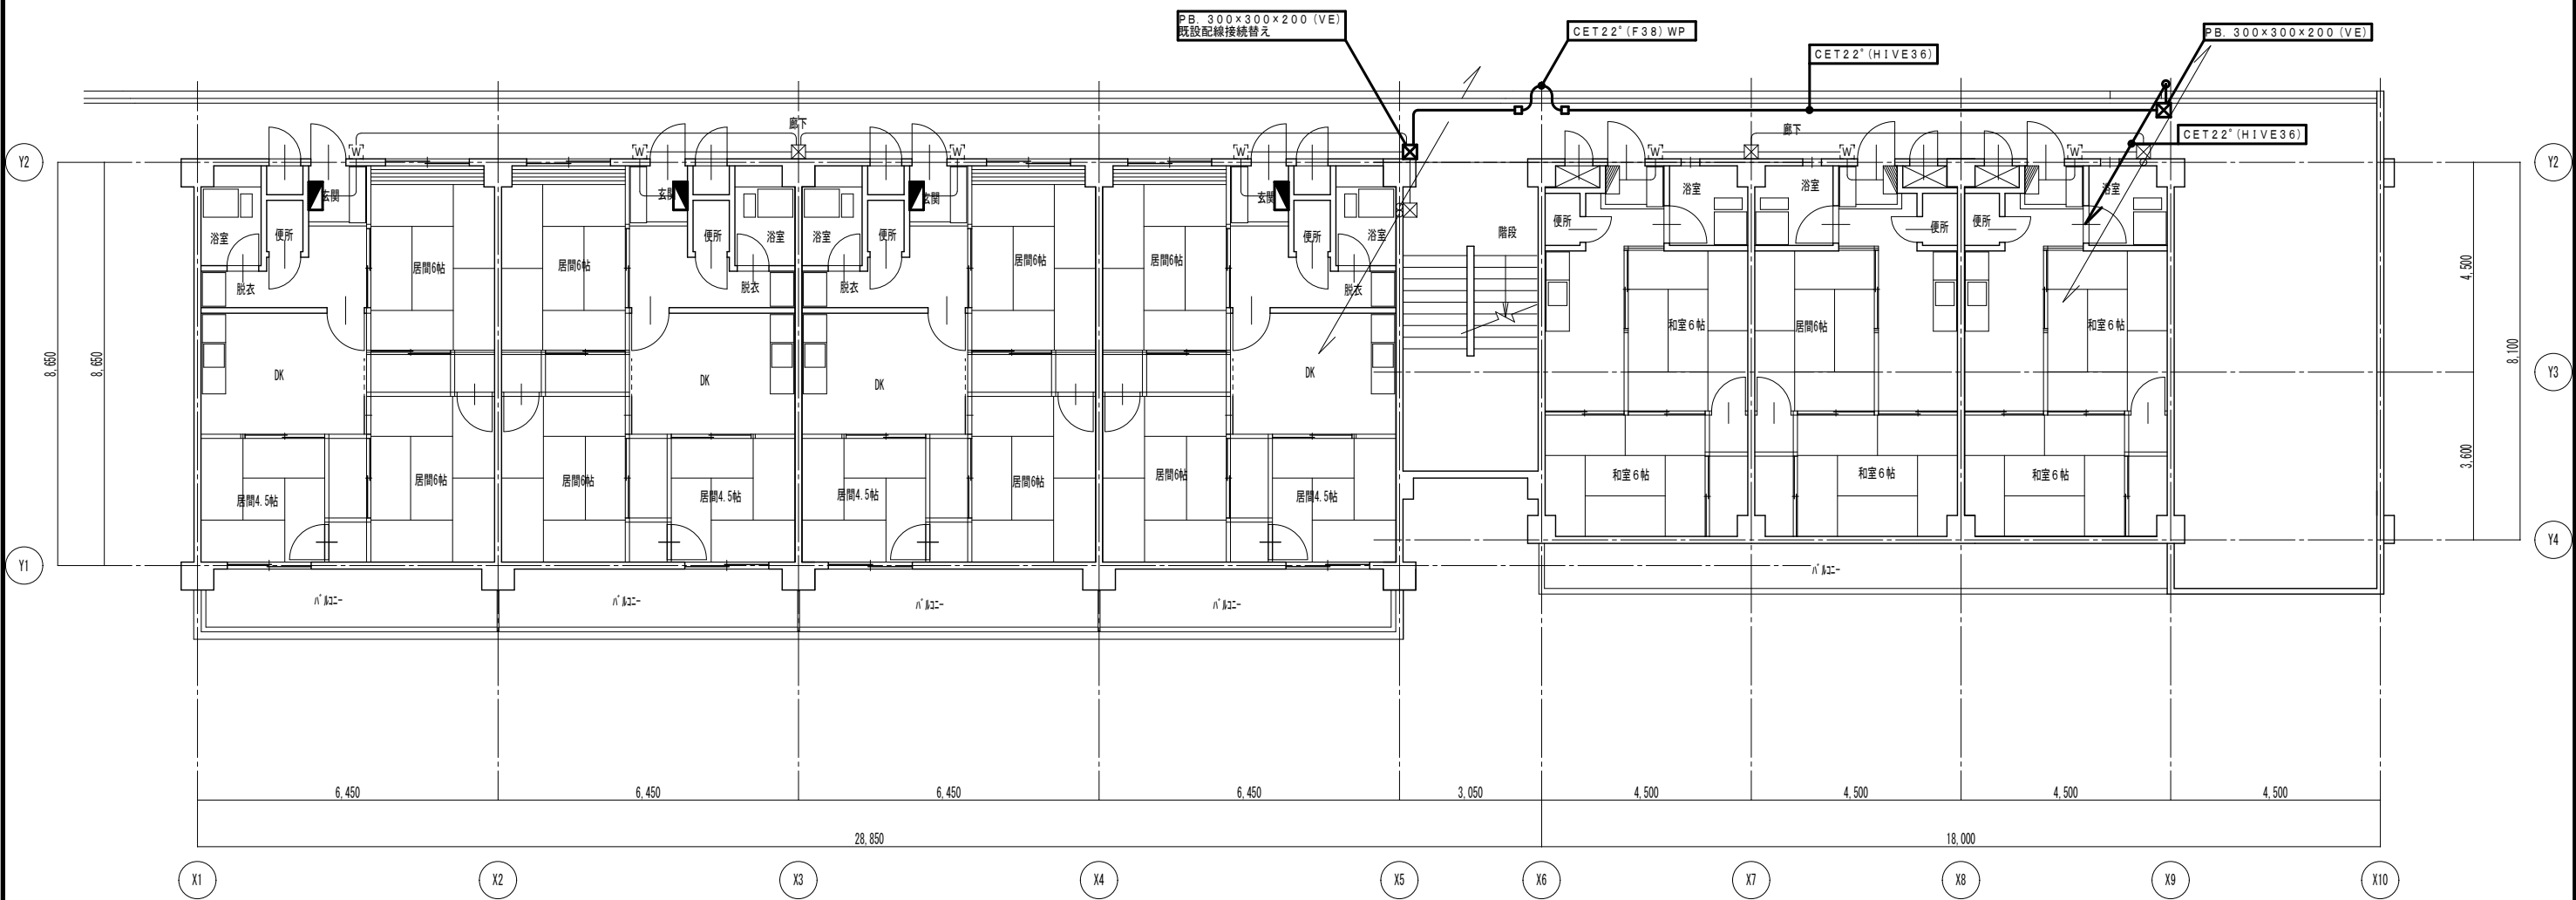 PB. 300×300×200 (VE)
既設配線接続替え
CET22°(F38) WP
CET22°(HIVE36)
PB. 300×300×200 (VE)
CET22°(HIVE36)
廊下
廊下
Y2
Y2
W
W
W
W
W
W
W
玄関
玄関
玄関
玄関
浴室
便所
便所
浴室
浴室
便所
便所
浴室
階段
便所
浴室
浴室
便所
便所
浴室
居間6帖
居間6帖
居間6帖
居間6帖
脱衣
脱衣
脱衣
脱衣
和室6帖
居間6帖
和室6帖
4,500
8,650
8,650
8,100
DK
DK
DK
DK
Y3
居間4.5帖
居間6帖
居間6帖
居間4.5帖
居間4.5帖
居間6帖
居間6帖
居間4.5帖
和室6帖
和室6帖
和室6帖
3,600
Y1
Y4
バルコニー
バルコニー
バルコニー
バルコニー
バルコニー
6,450
6,450
6,450
6,450
3,050
4,500
4,500
4,500
4,500
28,850
18,000
X1
X2
X3
X4
X5
X6
X7
X8
X9
X10